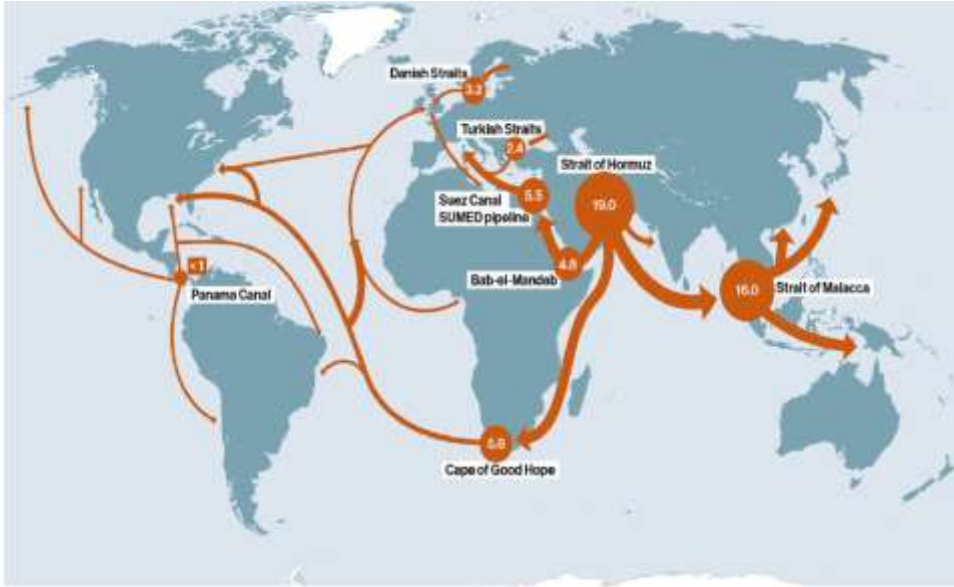 Danish Straits
3.2
Turkish Straits
2.4
Strait of Hormuz
19.0
Suez Canal
SUMED pipeline
5.5
4.8
Bab-el-Mandab
<1
Panama Canal
16.0
Strait of Malacca
5.8
Cape of Good Hope